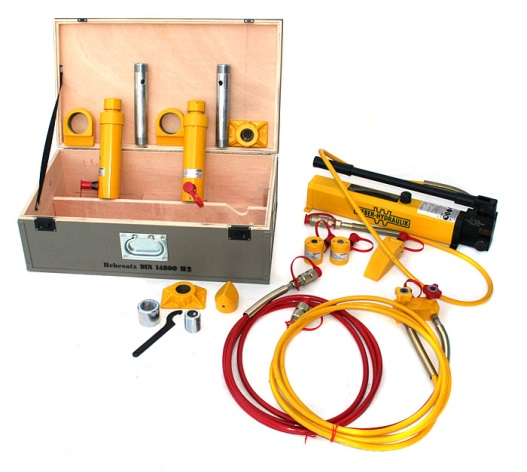 Hebesatz DIN 14800 H2
WEBER-HYDRAULIK